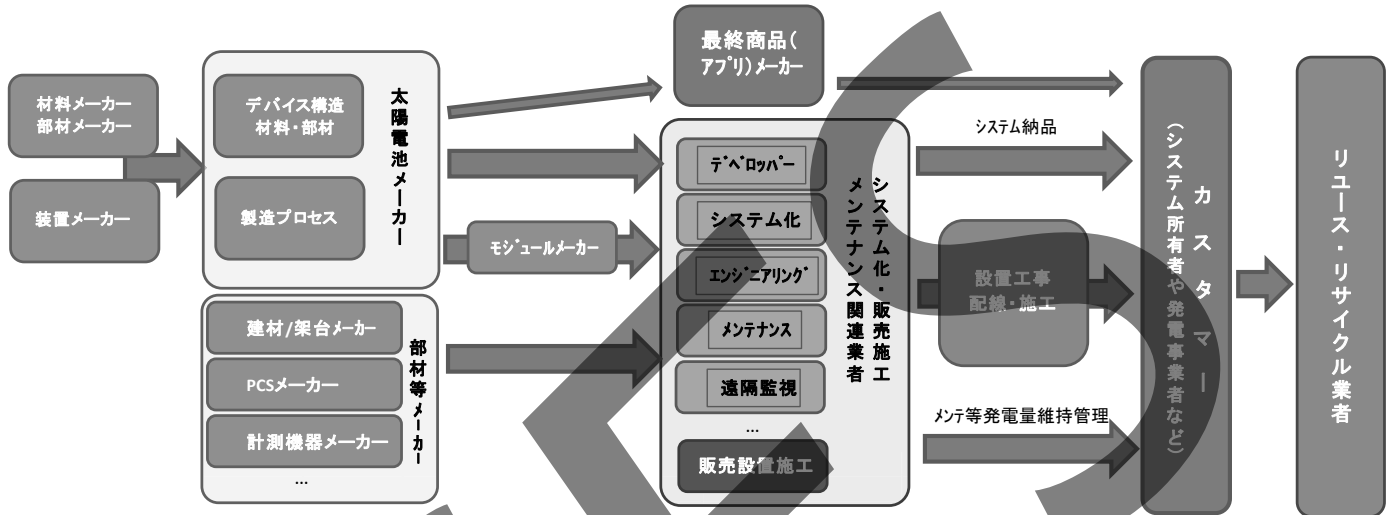 材料メーカー
部材メーカー
装置メーカー
デバイス構造
材料・部材
製造プロセス
太陽電池メーカー
建材/架台メーカー
PCSメーカー
計測機器メーカー
…
部材等メーカー
モジュールメーカー
最終商品(
アプリ)メーカー
デベロッパー
システム化
エンジニアリング
メンテナンス
遠隔監視
…
販売設置施工
システム化・販売施工
メンテナンス関連業者
システム納品
設置工事
配線・施工
メンテ等発電量維持管理
カスタマー
(システム所有者や発電事業者など)
リユース・リサイクル業者